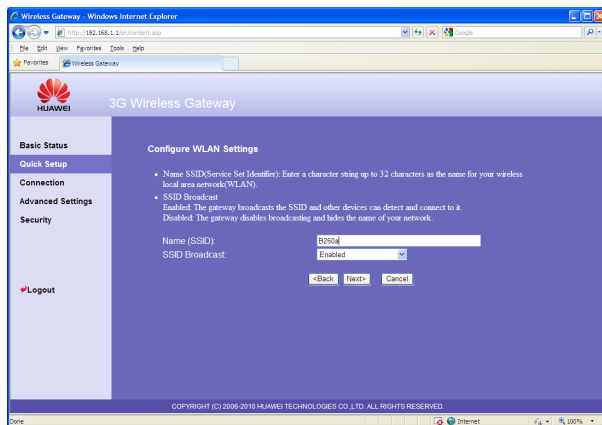 Wireless Gateway - Windows Internet Explorer
http://192.168.1.1/en/content.asp
Google
File Edit View Favorites Tools Help
Favorites
Wireless Gateway
HUAWEI
3G Wireless Gateway
Basic Status
Quick Setup
Connection
Advanced Settings
Security
Logout
Configure WLAN Settings
• Name SSID(Service Set Identifier): Enter a character string up to 32 characters as the name for your wireless
local area network(WLAN).
• SSID Broadcast
Enabled: The gateway broadcasts the SSID and other devices can detect and connect to it.
Disabled: The gateway disables broadcasting and hides the name of your network.
Name (SSID):
B260a
SSID Broadcast:
Enabled
<Back Next> Cancel
COPYRIGHT (C) 2006-2010 HUAWEI TECHNOLOGIES CO.,LTD. ALL RIGHTS RESERVED.
Done
Internet
100%